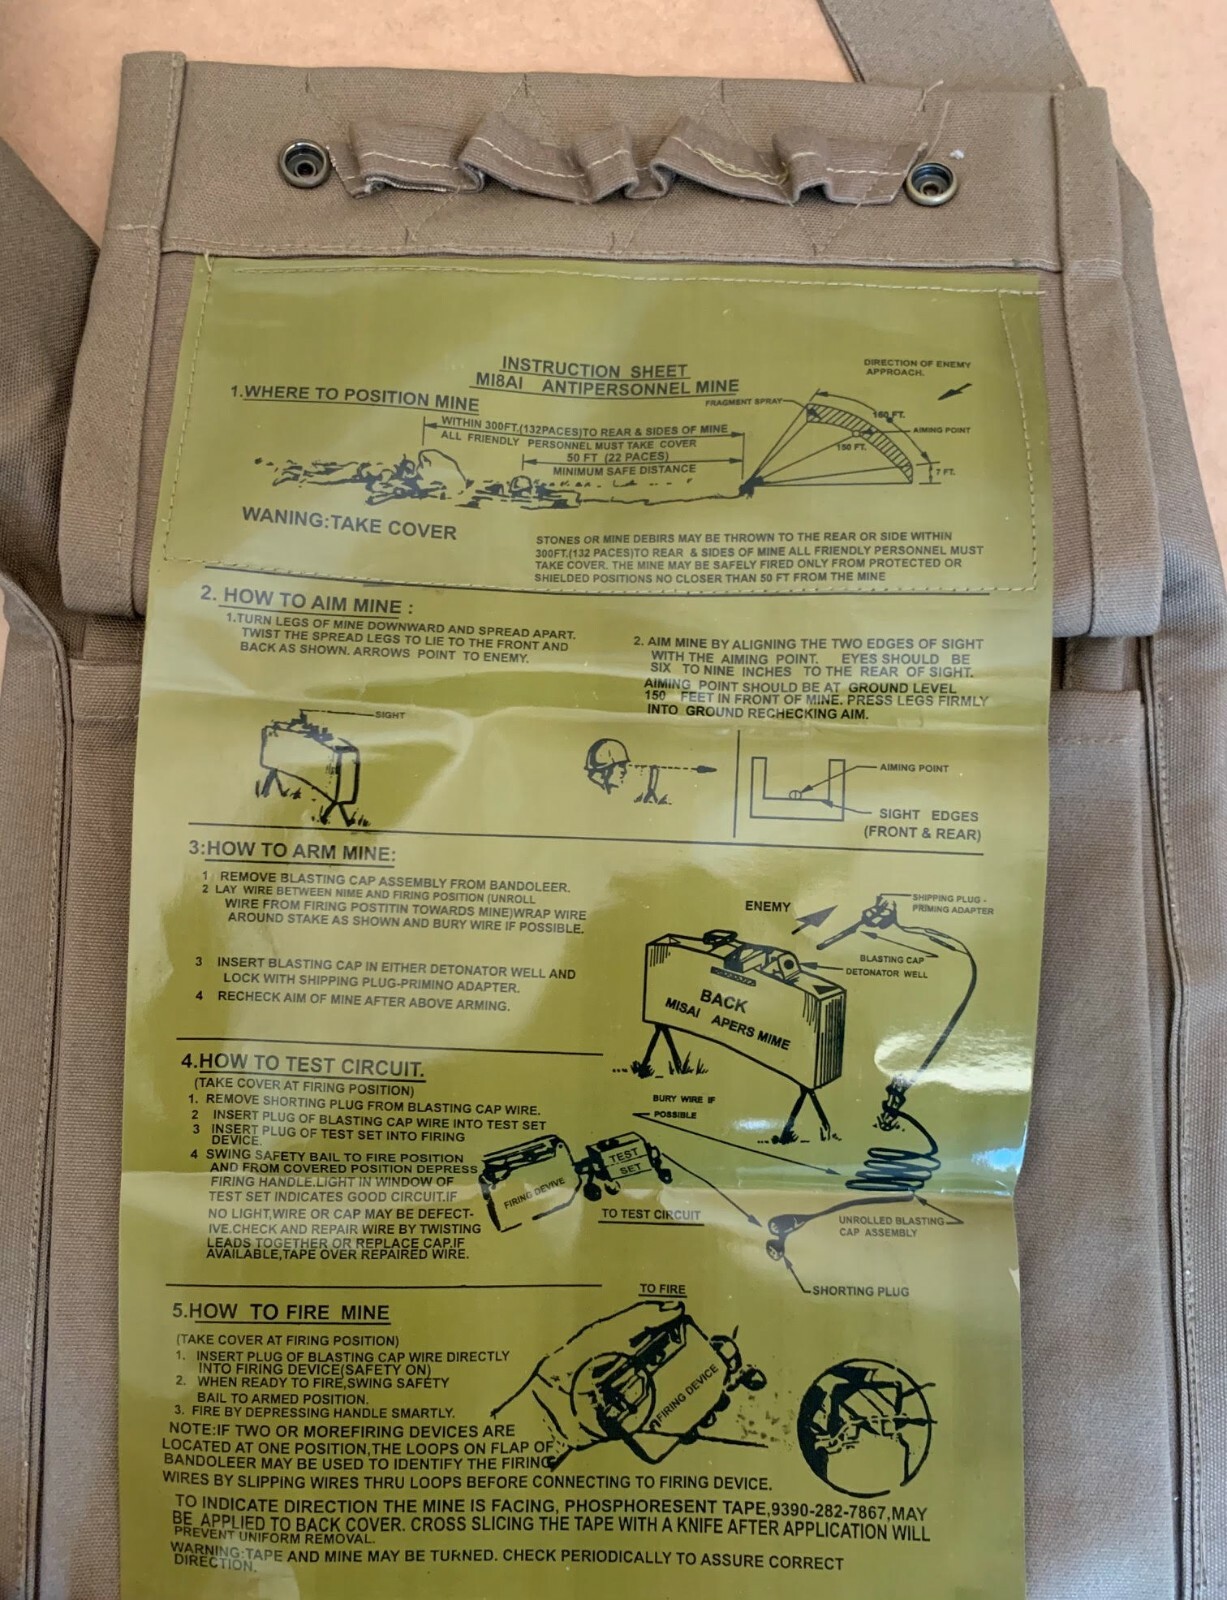 INSTRUCTION SHEET
MI8AI ANTIPERSONNEL MINE
DIRECTION OF ENEMY
APPROACH.
1.WHERE TO POSITION MINE
FRAGMENT SPRAY
160 FT.
AIMING POINT
150 FT.
7 FT.
WITHIN 300FT.(132PACES)TO REAR & SIDES OF MINE
ALL FRIENDLY PERSONNEL MUST TAKE COVER
50 FT (22 PACES)
MINIMUM SAFE DISTANCE
WANING:TAKE COVER
STONES OR MINE DEBIRS MAY BE THROWN TO THE REAR OR SIDE WITHIN
300FT.(132 PACES)TO REAR & SIDES OF MINE ALL FRIENDLY PERSONNEL MUST
TAKE COVER. THE MINE MAY BE SAFELY FIRED ONLY FROM PROTECTED OR
SHIELDED POSITIONS NO CLOSER THAN 50 FT FROM THE MINE
2. HOW TO AIM MINE :
1.TURN LEGS OF MINE DOWNWARD AND SPREAD APART.
TWIST THE SPREAD LEGS TO LIE TO THE FRONT AND
BACK AS SHOWN. ARROWS POINT TO ENEMY.
2. AIM MINE BY ALIGNING THE TWO EDGES OF SIGHT
WITH THE AIMING POINT. EYES SHOULD BE
SIX TO NINE INCHES TO THE REAR OF SIGHT.
AIMING POINT SHOULD BE AT GROUND LEVEL
150 FEET IN FRONT OF MINE. PRESS LEGS FIRMLY
INTO GROUND RECHECKING AIM.
SIGHT
AIMING POINT
SIGHT EDGES
(FRONT & REAR)
3:HOW TO ARM MINE:
1 REMOVE BLASTING CAP ASSEMBLY FROM BANDOLEER.
2 LAY WIRE BETWEEN NIME AND FIRING POSITION (UNROLL
WIRE FROM FIRING POSTITIN TOWARDS MINE)WRAP WIRE
AROUND STAKE AS SHOWN AND BURY WIRE IF POSSIBLE.
3 INSERT BLASTING CAP IN EITHER DETONATOR WELL AND
LOCK WITH SHIPPING PLUG-PRIMINO ADAPTER.
4 RECHECK AIM OF MINE AFTER ABOVE ARMING.
ENEMY
SHIPPING PLUG -
PRIMING ADAPTER
BLASTING CAP
DETONATOR WELL
BACK
MISAI APERS MIME
BURY WIRE IF
POSSIBLE
4.HOW TO TEST CIRCUIT.
(TAKE COVER AT FIRING POSITION)
1. REMOVE SHORTING PLUG FROM BLASTING CAP WIRE.
2 INSERT PLUG OF BLASTING CAP WIRE INTO TEST SET
3 INSERT PLUG OF TEST SET INTO FIRING
DEVICE.
4 SWING SAFETY BAIL TO FIRE POSITION
AND FROM COVERED POSITION DEPRESS
FIRING HANDLE.LIGHT IN WINDOW OF
TEST SET INDICATES GOOD CIRCUIT.IF
NO LIGHT,WIRE OR CAP MAY BE DEFECT-
IVE.CHECK AND REPAIR WIRE BY TWISTING
LEADS TOGETHER OR REPLACE CAP.IF
AVAILABLE,TAPE OVER REPAIRED WIRE.
FIRING DEVIVE
TEST
SET
TO TEST CIRCUIT
UNROLLED BLASTING
CAP ASSEMBLY
SHORTING PLUG
5.HOW TO FIRE MINE
(TAKE COVER AT FIRING POSITION)
1. INSERT PLUG OF BLASTING CAP WIRE DIRECTLY
INTO FIRING DEVICE(SAFETY ON)
2. WHEN READY TO FIRE,SWING SAFETY
BAIL TO ARMED POSITION.
3. FIRE BY DEPRESSING HANDLE SMARTLY.
TO FIRE
FIRING DEVICE
NOTE:IF TWO OR MOREFIRING DEVICES ARE
LOCATED AT ONE POSITION,THE LOOPS ON FLAP OF
BANDOLEER MAY BE USED TO IDENTIFY THE FIRING
WIRES BY SLIPPING WIRES THRU LOOPS BEFORE CONNECTING TO FIRING DEVICE.
TO INDICATE DIRECTION THE MINE IS FACING, PHOSPHORESENT TAPE,9390-282-7867,MAY
BE APPLIED TO BACK COVER. CROSS SLICING THE TAPE WITH A KNIFE AFTER APPLICATION WILL
PREVENT UNIFORM REMOVAL.
WARNING:TAPE AND MINE MAY BE TURNED. CHECK PERIODICALLY TO ASSURE CORRECT
DIRECTION.